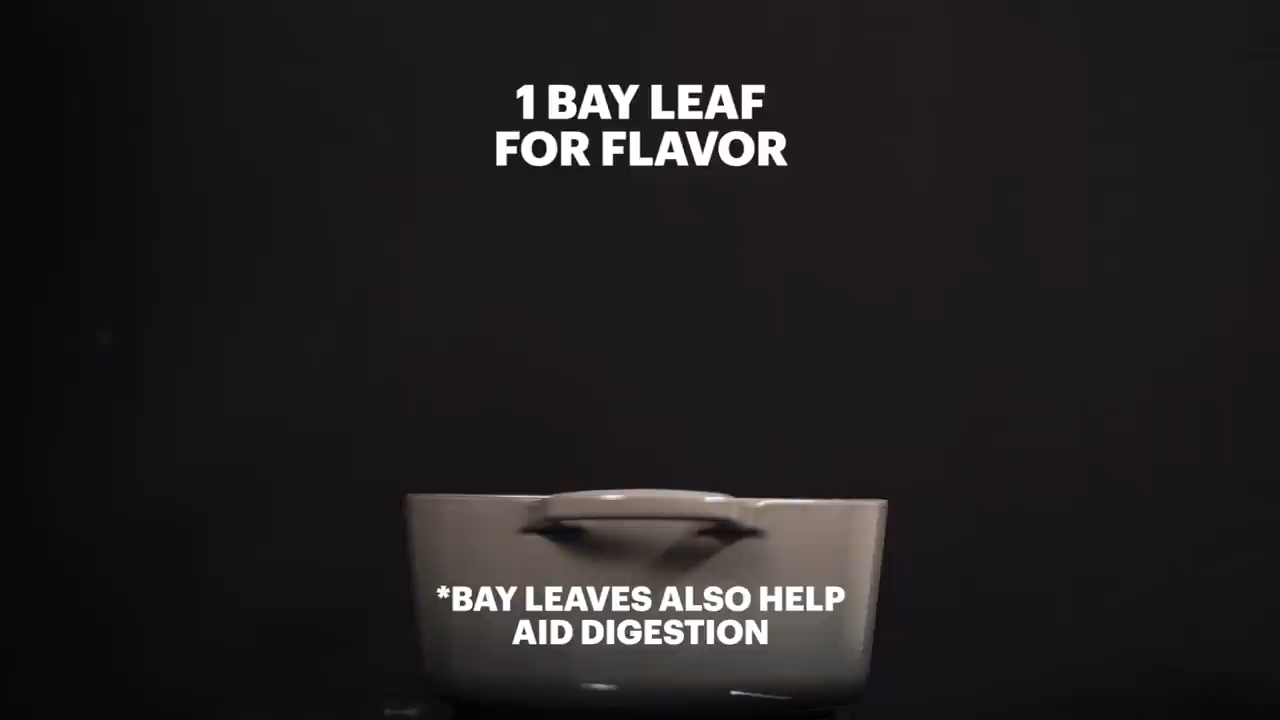 1 BAY LEAF
FOR FLAVOR
*BAY LEAVES ALSO HELP
AID DIGESTION